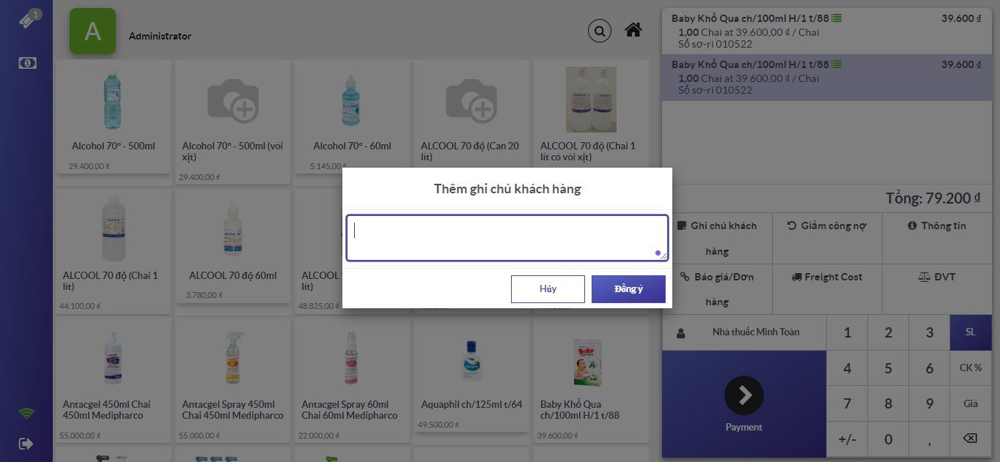 1
A
Administrator
Alcohol 70° - 500ml
29.400,00 ₫
Alcohol 70° - 500ml (vòi
xịt)
29.400,00 ₫
Alcohol 70° - 60ml
5.145,00 ₫
ALCOOL 70 độ (Can 20
lít)
ALCOOL 70 độ (Chai 1
lít có vòi xịt)
ALCOOL 70 độ (Chai 1
lít)
44.100,00 ₫
ALCOOL 70 độ 60ml
3.780,00 ₫
ALCOOL
lít)
48.825,00 ₫
Antacgel 450ml Chai
450ml Medipharco
55.000,00 ₫
Antacgel Spray 450ml
Chai 450ml Medipharco
55.000,00 ₫
Antacgel Spray 60ml
Chai 60ml Medipharco
22.000,00 ₫
Aquaphil ch/125ml t/64
49.500,00 ₫
Baby
Baby Khổ Qua
ch/100ml H/1 t/88
39.600,00 ₫
Thêm ghi chú khách hàng
Hủy
Đồng ý
Baby Khổ Qua ch/100ml H/1 t/88 39.600 ₫
1,00 Chai at 39.600,00 ₫ / Chai
Số sơ-ri 010522
Baby Khổ Qua ch/100ml H/1 t/88 39.600 ₫
1,00 Chai at 39.600,00 ₫ / Chai
Số sơ-ri 010522
Tổng: 79.200 ₫
Ghi chú khách
hàng
Giảm công nợ
Thông tin
Báo giá/Đơn
hàng
Freight Cost
ĐVT
Nhà thuốc Minh Toàn
Payment
1 2 3 SL
4 5 6 CK %
7 8 9 Giá
+/- 0 ,